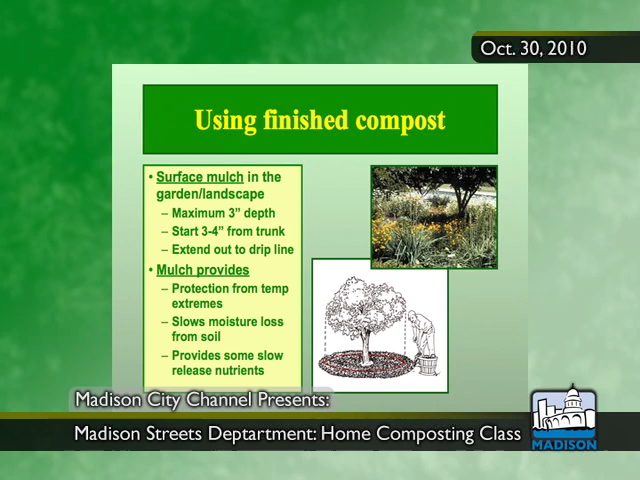 Oct. 30, 2010
Using finished compost
• Surface mulch in the
garden/landscape
– Maximum 3” depth
– Start 3-4” from trunk
– Extend out to drip line
• Mulch provides
– Protection from temp
extremes
– Slows moisture loss
from soil
– Provides some slow
release nutrients
Madison City Channel Presents:
Madison Streets Deptartment: Home Composting Class
MADISON